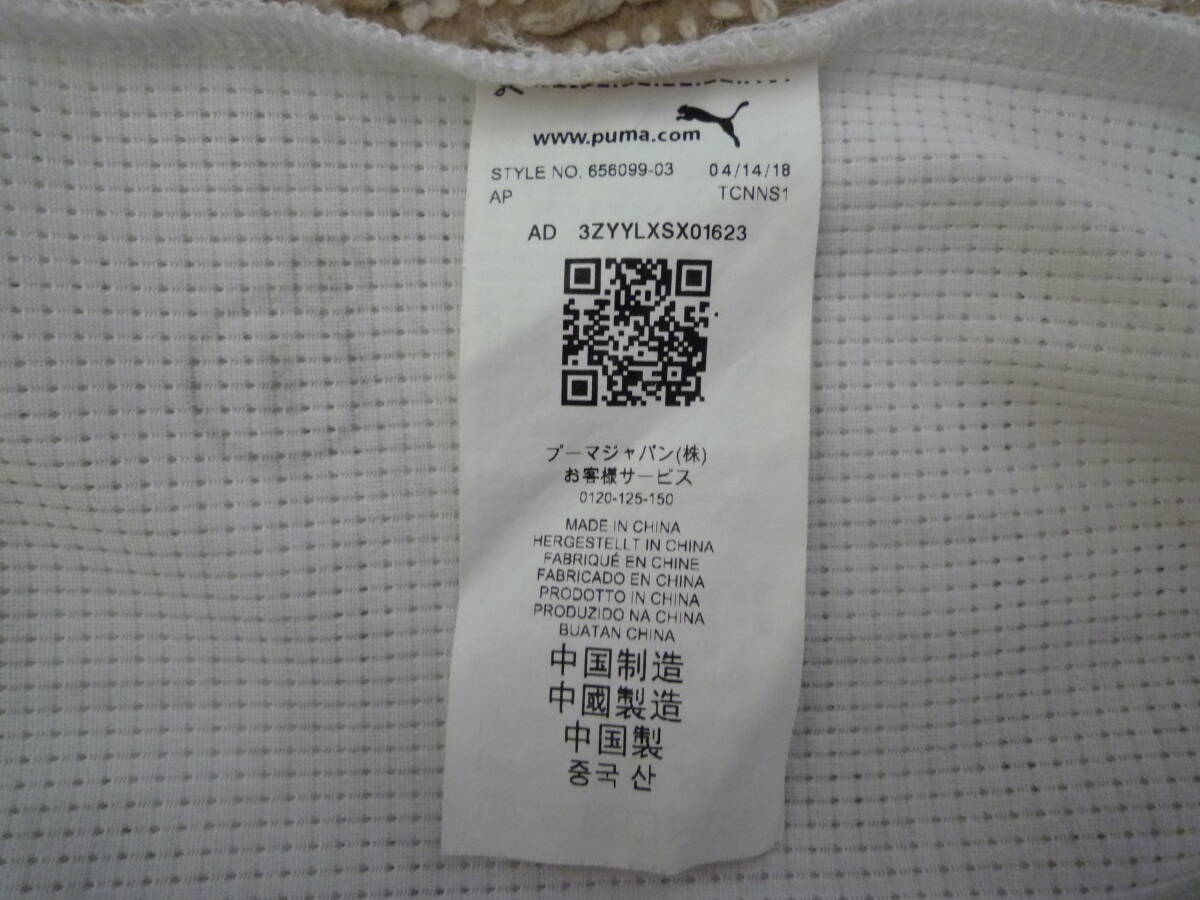 www.puma.com
STYLE NO. 656099-03 04/14/18
AP TCNNS1
AD 3ZYYLXSX01623
プーマジャパン(株)
お客様サービス
0120-125-150
MADE IN CHINA
HERGESTELLT IN CHINA
FABRIQUÉ EN CHINE
FABRICADO EN CHINA
PRODOTTO IN CHINA
PRODUZIDO NA CHINA
BUATAN CHINA
中国制造
中國製造
中国製
중국 산